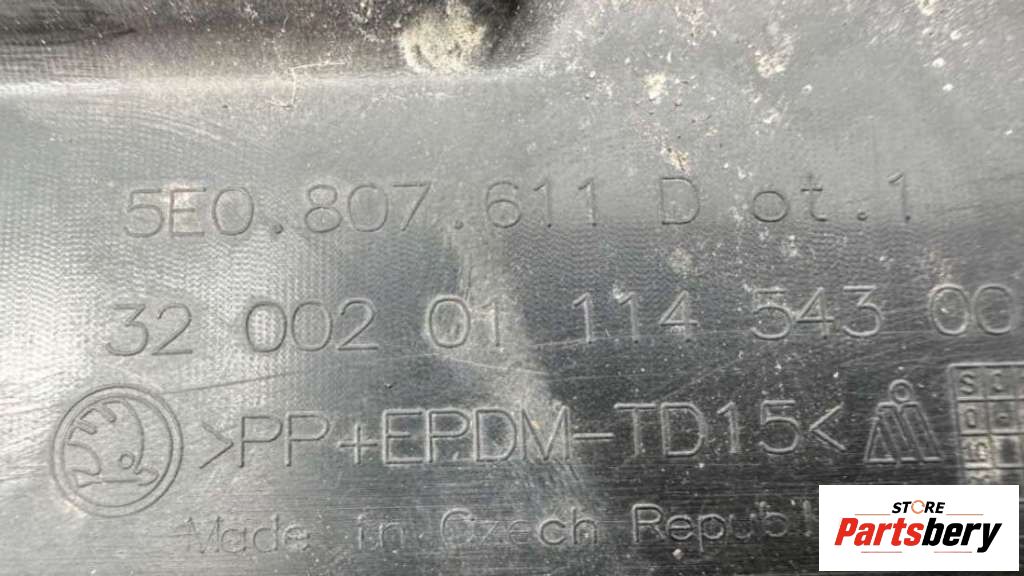 5E0.807.611 D ot.1
32 002 01 114 543 00
>PP+EPDM-TD15<
Made in Czech Republi
STORE
Partsbery